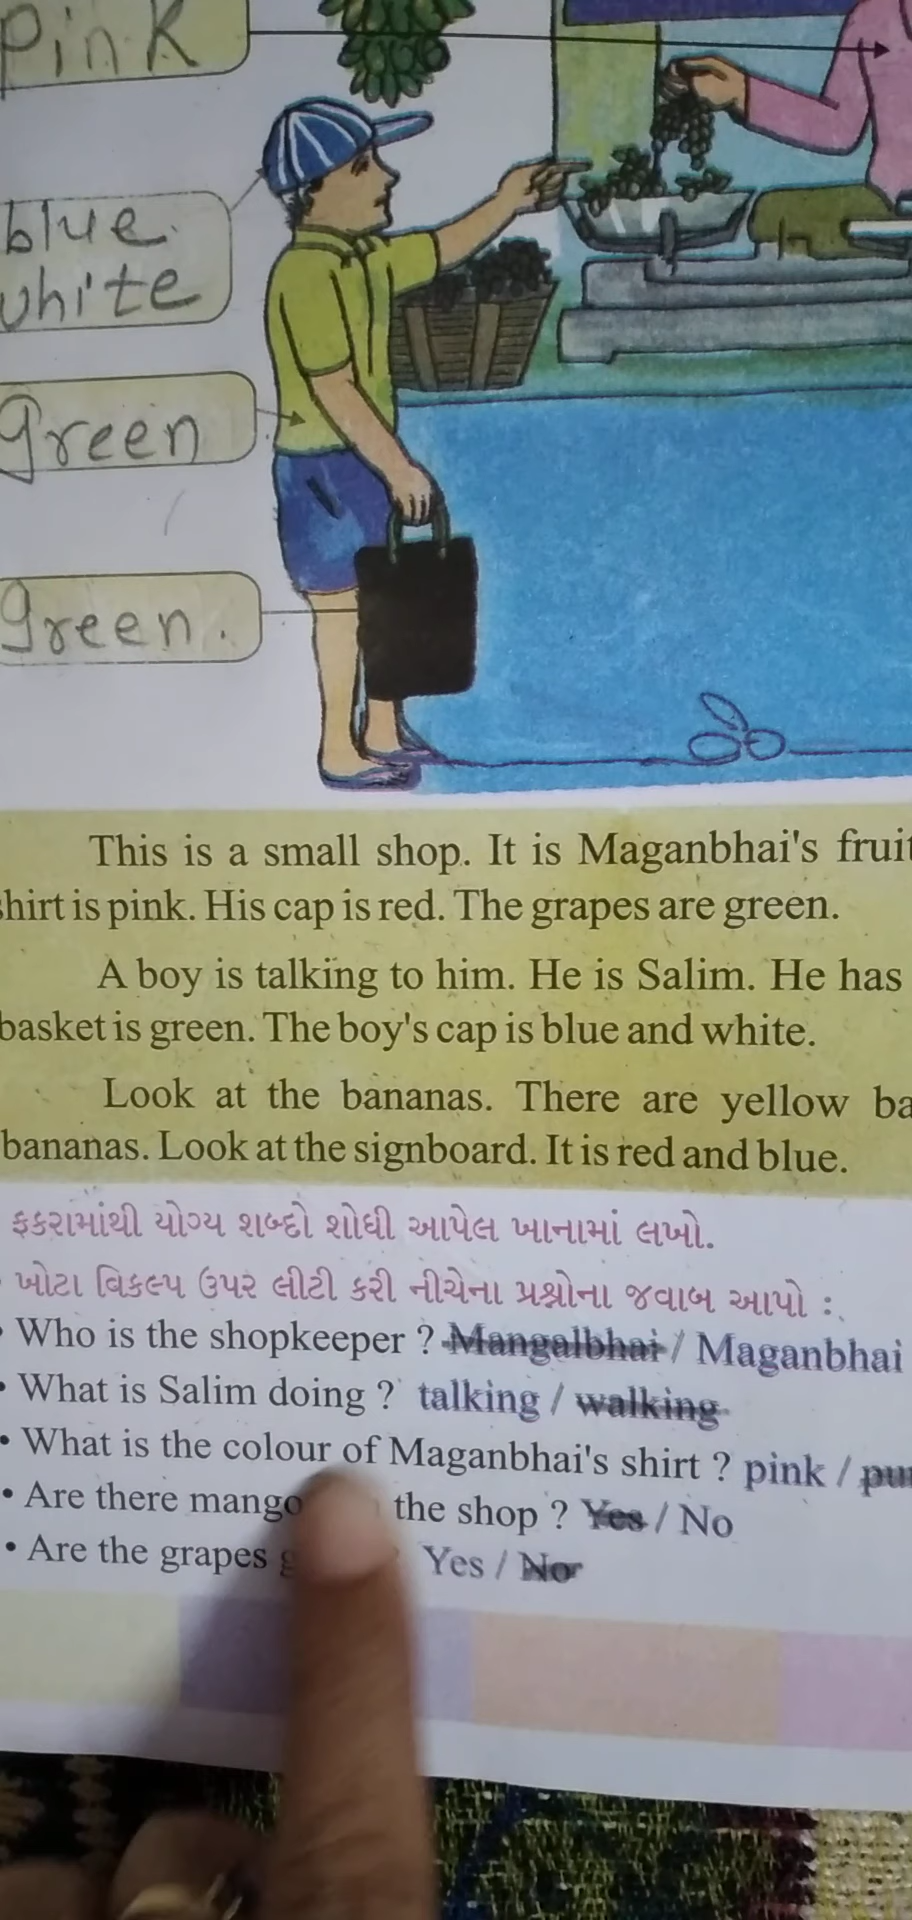 pink
blue
white
green
green.
This is a small shop. It is Maganbhai's fruit
shirt is pink. His cap is red. The grapes are green.
A boy is talking to him. He is Salim. He has
basket is green. The boy's cap is blue and white.
Look at the bananas. There are yellow
bananas. Look at the signboard. It is red and blue.
ફકરામાંથી યોગ્ય શબ્દો શોધી આપેલ ખાનામાં લખો.
ખોટા વિકલ્પ ઉપર લીટી કરી નીચેના પ્રશ્નોના જવાબ આપો :
• Who is the shopkeeper ? Mangalbhai / Maganbhai
• What is Salim doing ? talking / walking
• What is the colour of Maganbhai's shirt ? pink /
• Are there mango the shop ? Yes / No
• Are the grapes ? Yes / No